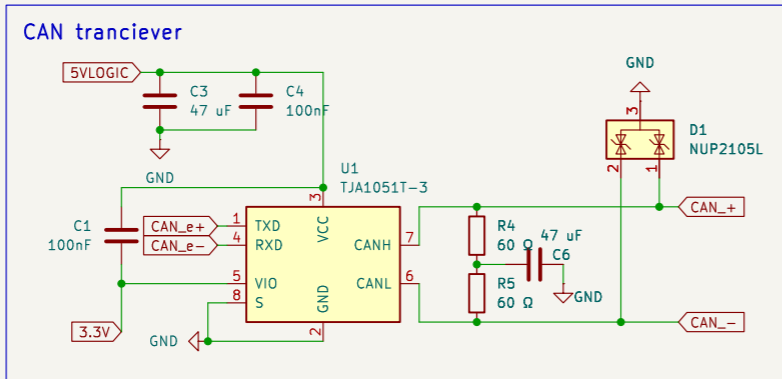 CAN tranciever
5VLOGIC
C3
47 uF
C4
100nF
GND
GND
3
D1
NUP2105L
2
1
U1
TJA1051T-3
3
VCC
C1
100nF
CAN_e+
1
TXD
CAN_e-
4
RXD
CANH
7
5
VIO
8
S
CANL
6
GND
2
3.3V
GND
R4
60 Ω
47 uF
C6
GND
R5
60 Ω
CAN_+
CAN_-